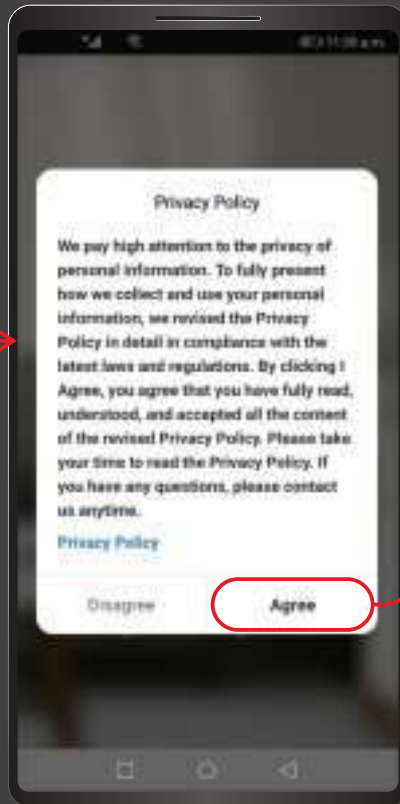 Privacy Policy
We pay high attention to the privacy of
personal information. To fully present
how we collect and use your personal
information, we revised the Privacy
Policy in detail in compliance with the
latest laws and regulations. By clicking I
Agree, you agree that you have fully read,
understood, and accepted all the content
of the revised Privacy Policy. Please take
your time to read the Privacy Policy. If
you have any questions, please contact
us anytime.
Privacy Policy
Disagree Agree